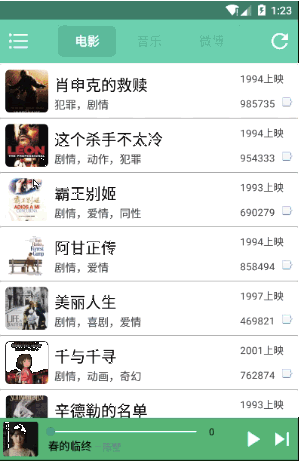 1:23
电影 音乐 微博
肖申克的救赎
1994上映
犯罪，剧情
985735
这个杀手不太冷
1994上映
剧情，动作，犯罪
954333
霸王别姬
1993上映
剧情，爱情，同性
690279
阿甘正传
1994上映
剧情，爱情
858494
美丽人生
1997上映
剧情，喜剧，爱情
469821
千与千寻
2001上映
剧情，动画，奇幻
762874
辛德勒的名单
1993上映
0
春的临终